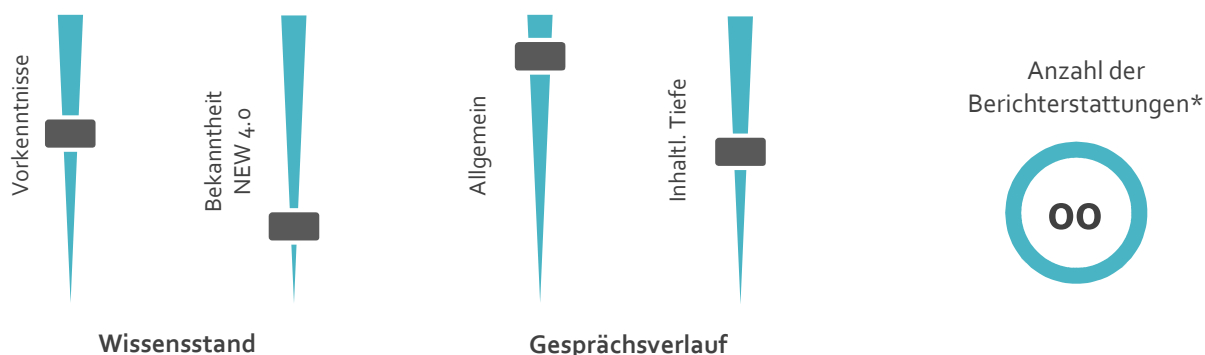 Vorkenntnisse
Bekanntheit
NEW 4.0
Allgemein
Inhaltl. Tiefe
Anzahl der
Berichterstattungen*
00
Wissensstand
Gesprächsverlauf